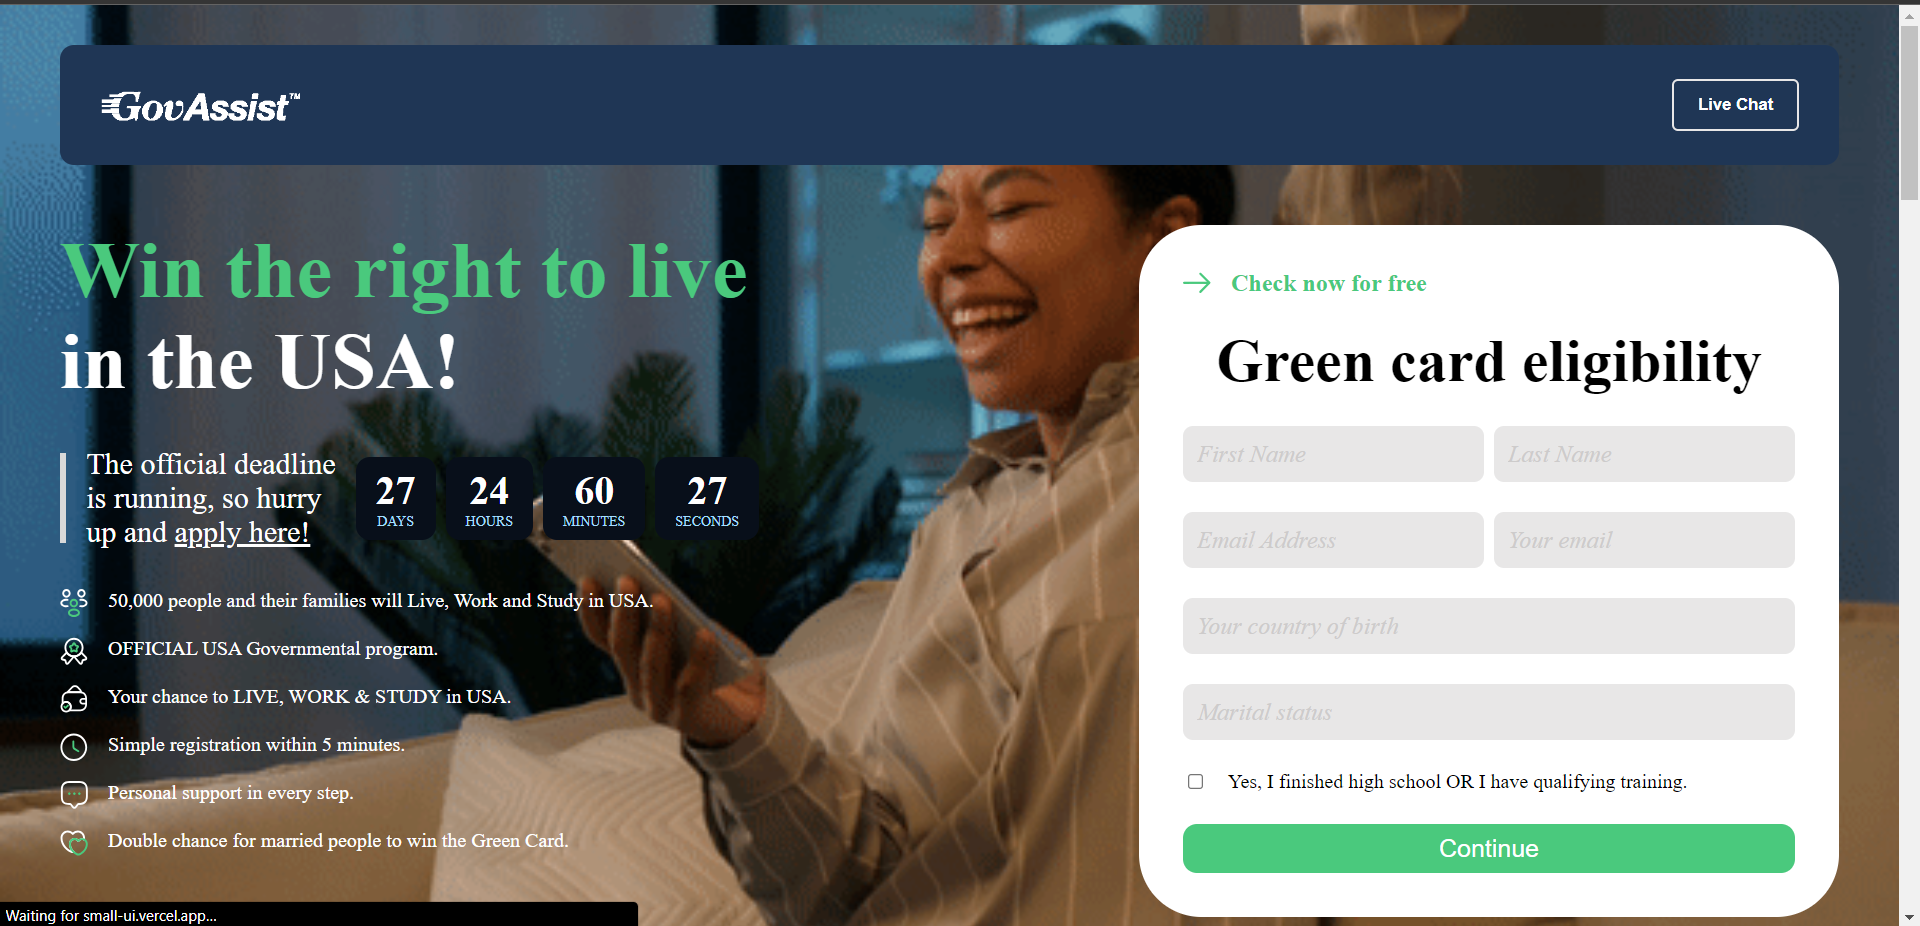 GovAssist™
Live Chat
Win the right to live
in the USA!
The official deadline
is running, so hurry
up and apply here!
27 24 60 27
DAYS HOURS MINUTES SECONDS
50,000 people and their families will Live, Work and Study in USA.
OFFICIAL USA Governmental program.
Your chance to LIVE, WORK & STUDY in USA.
Simple registration within 5 minutes.
Personal support in every step.
Double chance for married people to win the Green Card.
Check now for free
Green card eligibility
First Name Last Name
Email Address Your email
Your country of birth
Marital status
Yes, I finished high school OR I have qualifying training.
Continue
Waiting for small-ui.vercel.app...